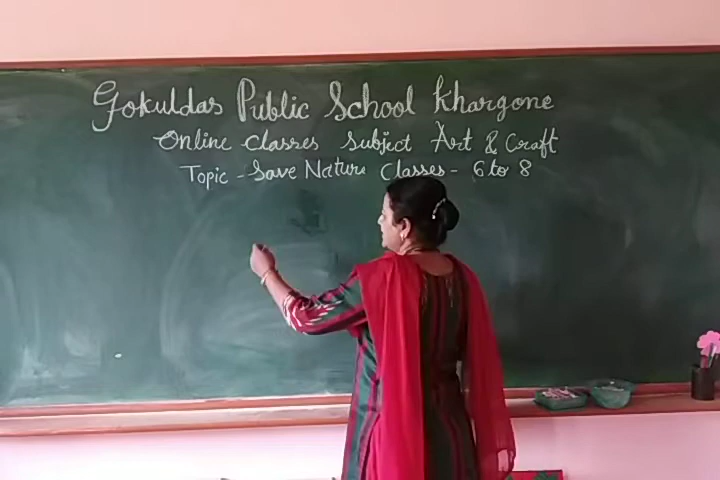 Gokuldas Public School Khargone
Online Classes Subject Art & Craft
Topic - Save Nature Classes - 6 to 8